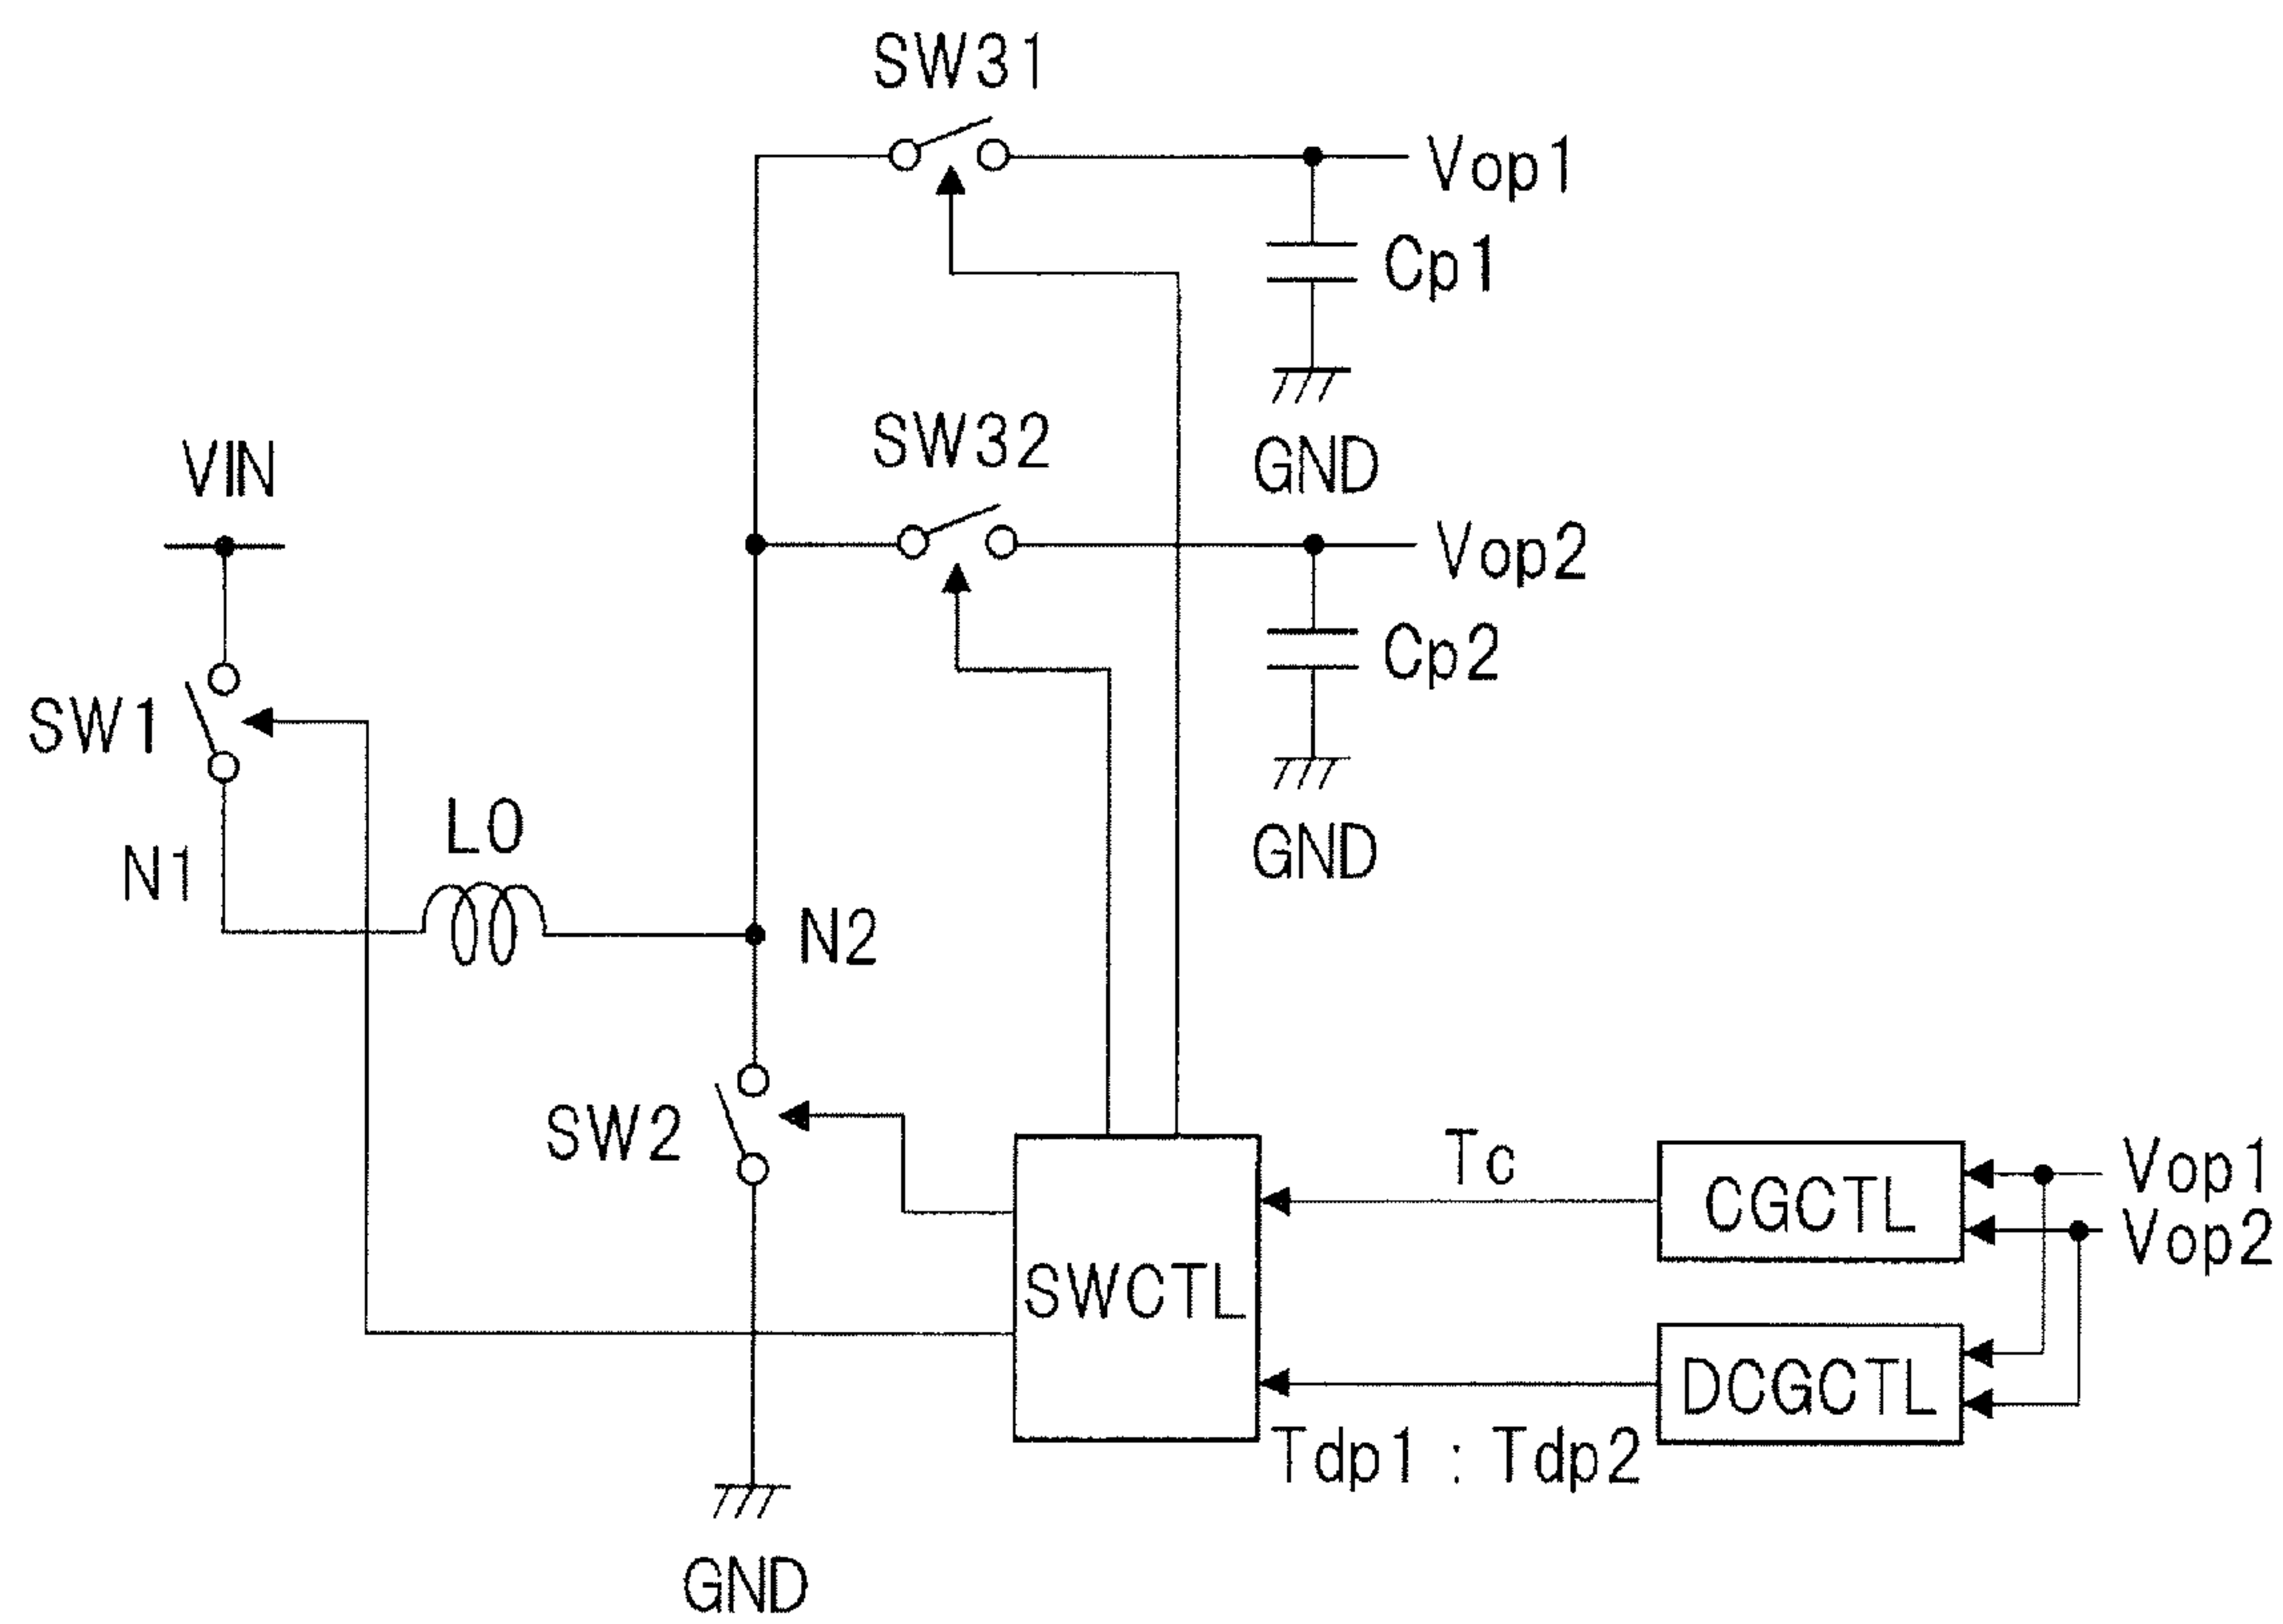 SW31
Vop1
Cp1
GND
SW32
VIN
Vop2
Cp2
SW1
GND
L0
N1
N2
SW2
Tc
CGCTL
Vop1
Vop2
SWCTL
DCGCTL
Tdp1 : Tdp2
GND